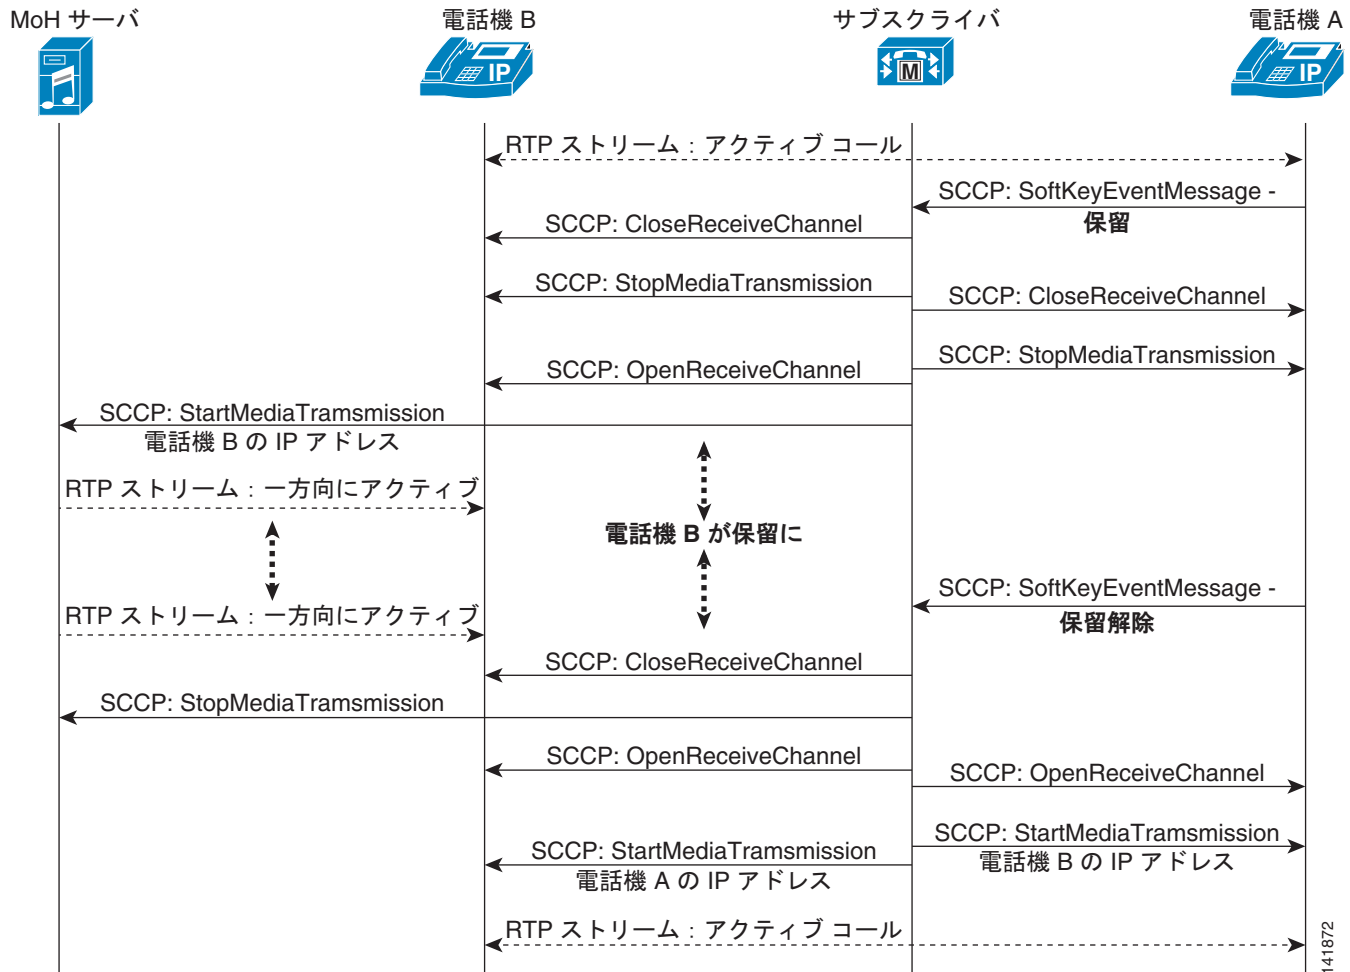 MoH サーバ
電話機 B
サブスクライバ
電話機 A
IP
M
IP
RTP ストリーム：アクティブ コール
SCCP: SoftKeyEventMessage -
保留
SCCP: CloseReceiveChannel
SCCP: StopMediaTransmission
SCCP: CloseReceiveChannel
SCCP: StopMediaTransmission
SCCP: OpenReceiveChannel
SCCP: StartMediaTramsmission
電話機 B の IP アドレス
RTP ストリーム：一方向にアクティブ
電話機 B が保留に
SCCP: SoftKeyEventMessage -
保留解除
RTP ストリーム：一方向にアクティブ
SCCP: CloseReceiveChannel
SCCP: StopMediaTramsmission
SCCP: OpenReceiveChannel
SCCP: OpenReceiveChannel
SCCP: StartMediaTramsmission
電話機 B の IP アドレス
SCCP: StartMediaTramsmission
電話機 A の IP アドレス
RTP ストリーム：アクティブ コール
141872